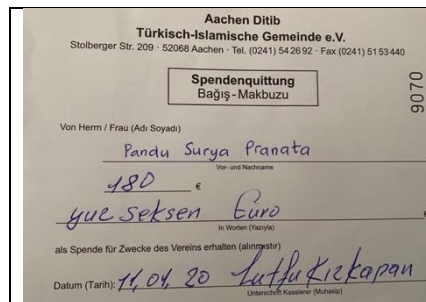 Aachen Ditib
Türkisch-Islamische Gemeinde e.V.
Stolberger Str. 209 · 52068 Aachen · Tel. (0241) 54 26 92 · Fax (0241) 51 53 440
Spendenquittung
Bağış - Makbuzu
9070
Von Herrn / Frau (Adı Soyadı)
Pandu Surya Pranata
Vor- und Nachname
180 €
yüz seksen Euro
In Worten (Yazıyla)
als Spende für Zwecke des Vereins erhalten (alınmıştır)
Datum (Tarih): 11,01,20 Lutfu Kızkapan
Unterschrift Kassierer (Muhasip)